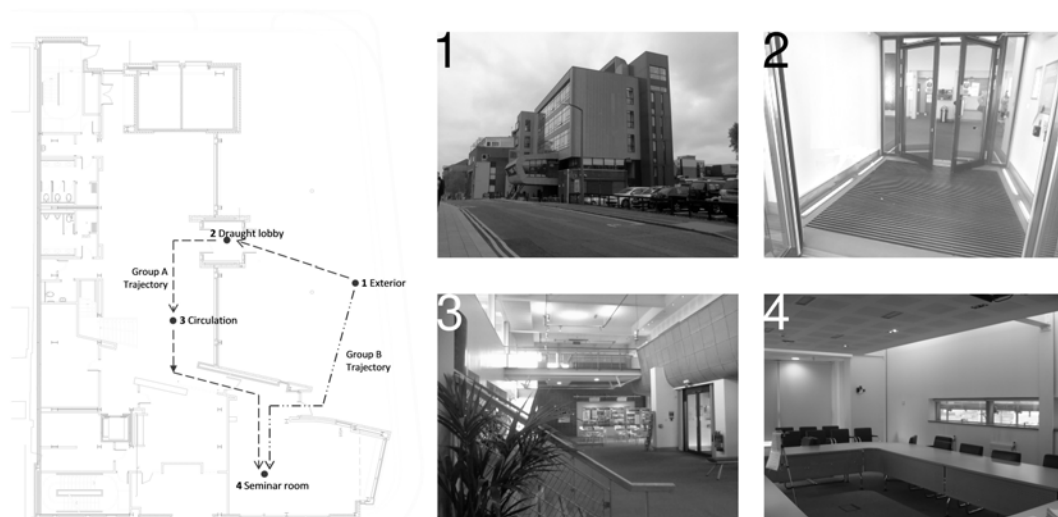 2 Draught lobby
Group A
Trajectory
1 Exterior
3 Circulation
Group B
Trajectory
4 Seminar room
1
2
3
4